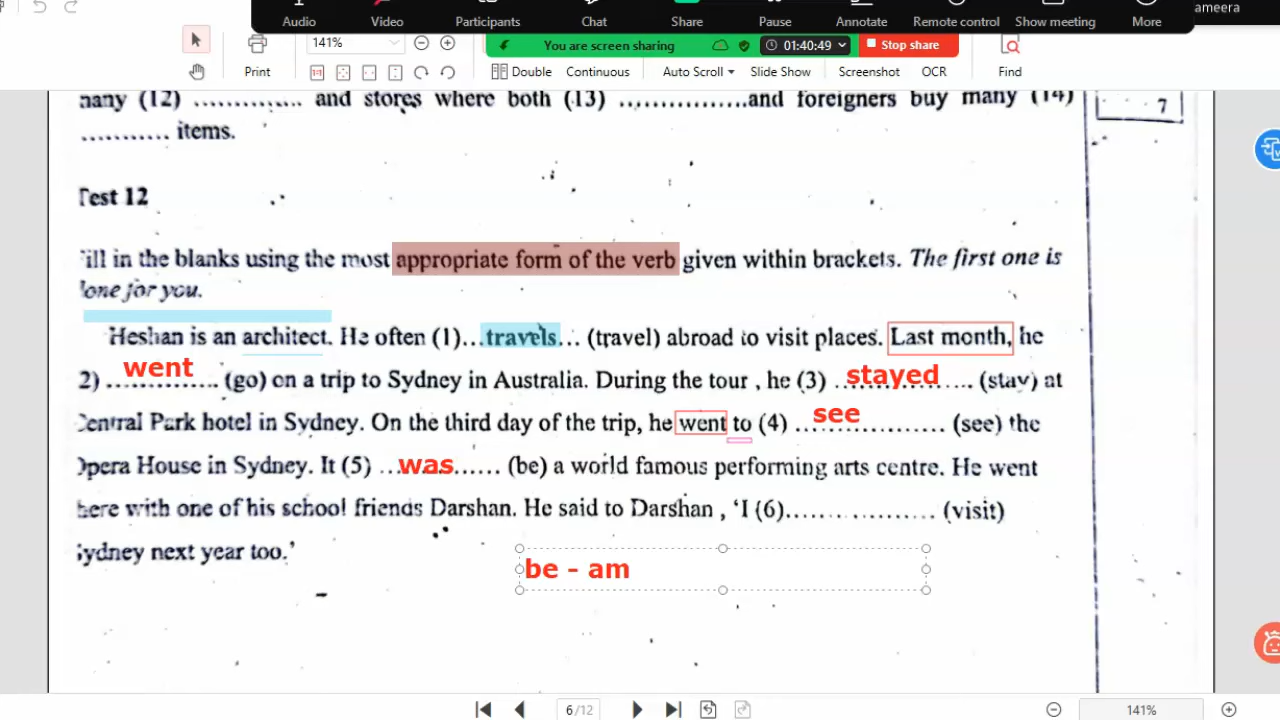 ameera
Audio Video Participants Chat Share Pause Annotate Remote control Show meeting More
141% You are screen sharing 01:40:49 Stop share
Print Double Continuous Auto Scroll Slide Show Screenshot OCR Find
many (12) .............. and stores where both (13) ................and foreigners buy many (14)
7
........... items.
Test 12
ill in the blanks using the most appropriate form of the verb given within brackets. The first one is
one for you.
Heshan is an architect. He often (1)...travels... (travel) abroad to visit places. Last month, he
2) ...went... (go) on a trip to Sydney in Australia. During the tour , he (3) ...stayed... (stay) at
Central Park hotel in Sydney. On the third day of the trip, he went to (4) ...see... (see) the
Opera House in Sydney. It (5) ...was...... (be) a world famous performing arts centre. He went
here with one of his school friends Darshan. He said to Darshan , 'I (6)................... (visit)
Sydney next year too.'
be - am
6 /12 141%